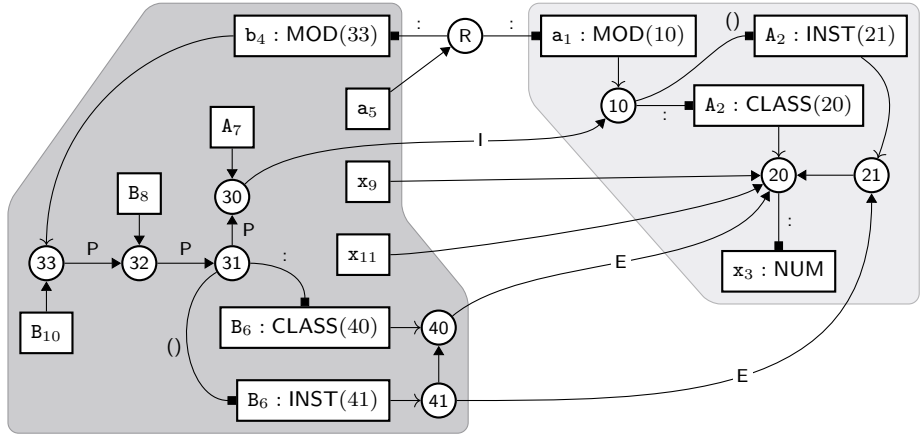 b₄ : MOD(33)
:
R
:
a₁ : MOD(10)
()
A₂ : INST(21)
a₅
10
:
A₂ : CLASS(20)
A₇
I
30
x₉
20
21
B₈
P
x₁₁
:
33
P
32
P
31
:
E
x₃ : NUM
B₁₀
B₆ : CLASS(40)
40
()
E
B₆ : INST(41)
41